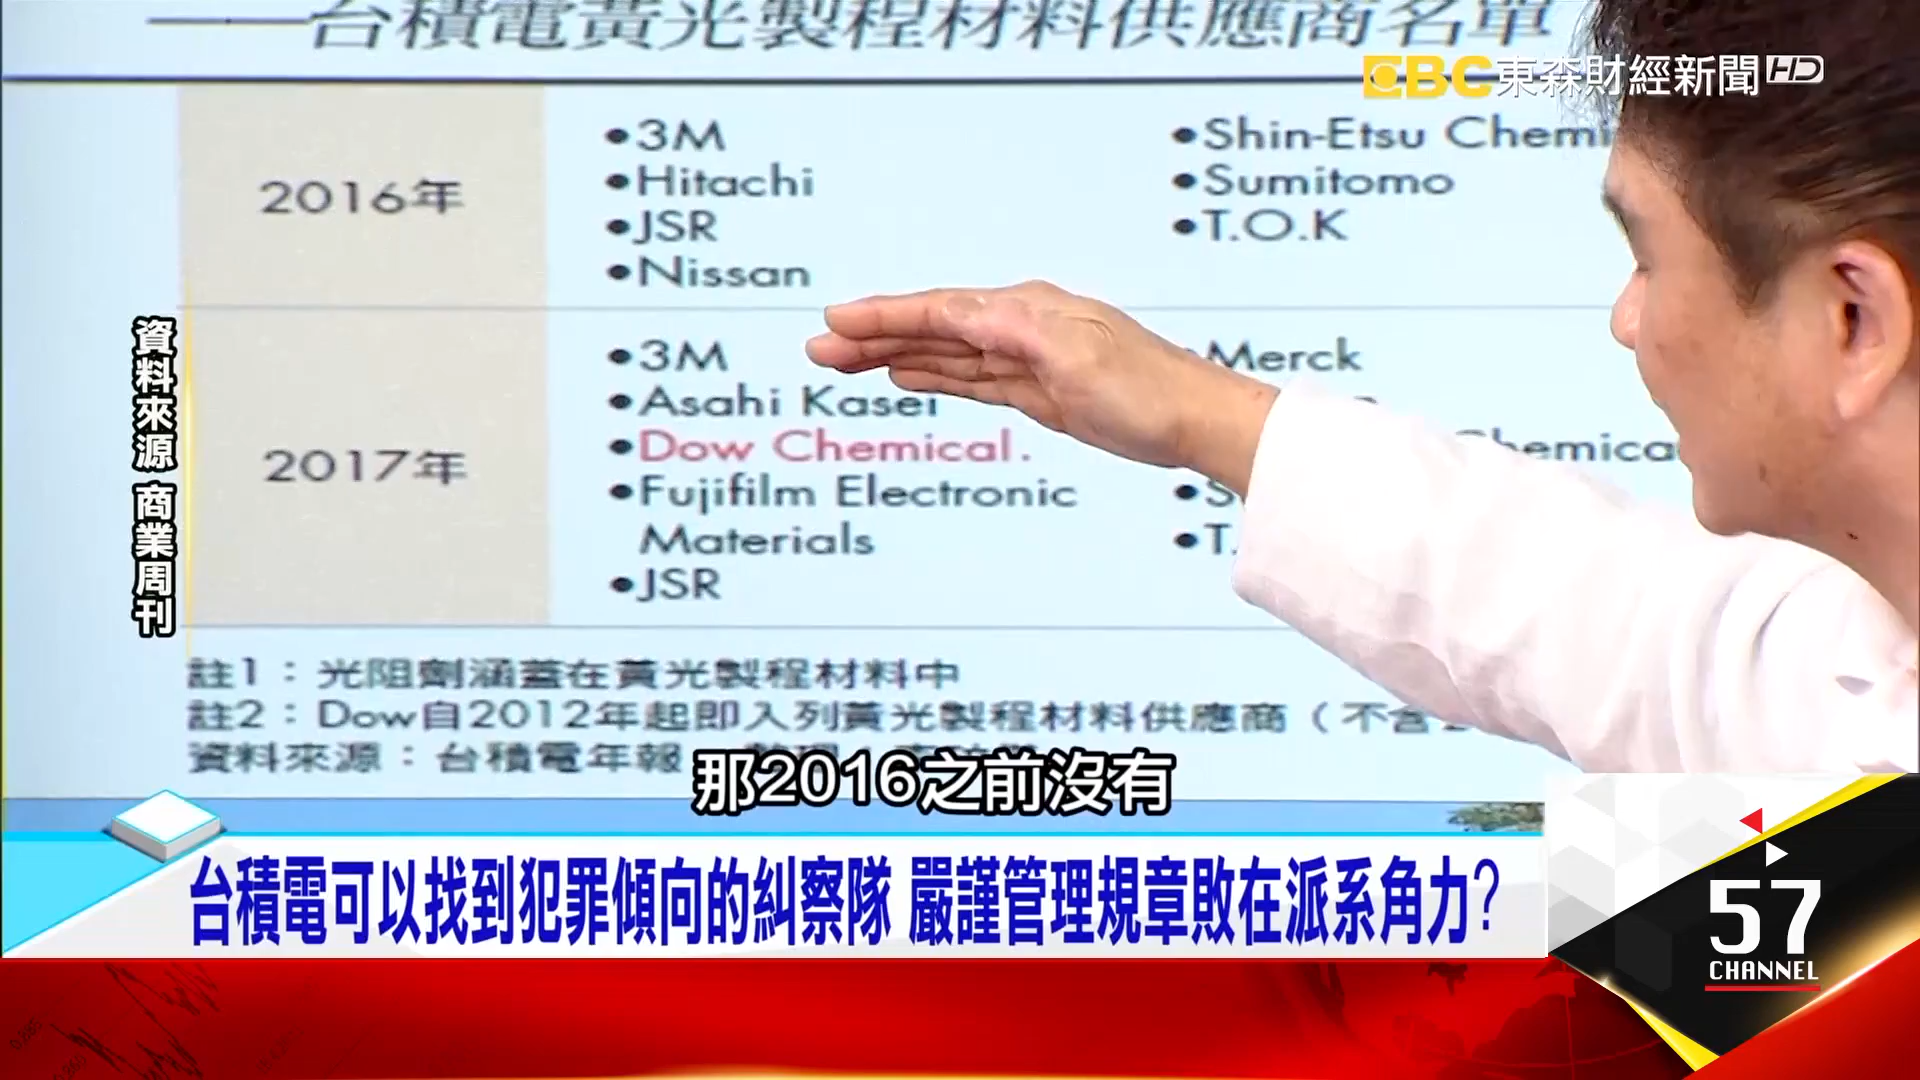 台積電黃光製程材料供應商名單
EBC東森財經新聞HD
2016年
●3M
●Hitachi
●JSR
●Nissan
●Shin-Etsu Chemi
●Sumitomo
●T.O.K
2017年
●3M
●Asahi Kasei
●Dow Chemical.
●Fujifilm Electronic
Materials
●JSR
Merck
hemica
●T.
註1：光阻劑涵蓋在黃光製程材料中
註2：Dow自2012年起即入列黃光製程材料供應商（不含
資料來源：台積電年報
資料來源 商業周刊
那2016之前沒有
台積電可以找到犯罪傾向的糾察隊 嚴謹管理規章敗在派系角力?
57
CHANNEL